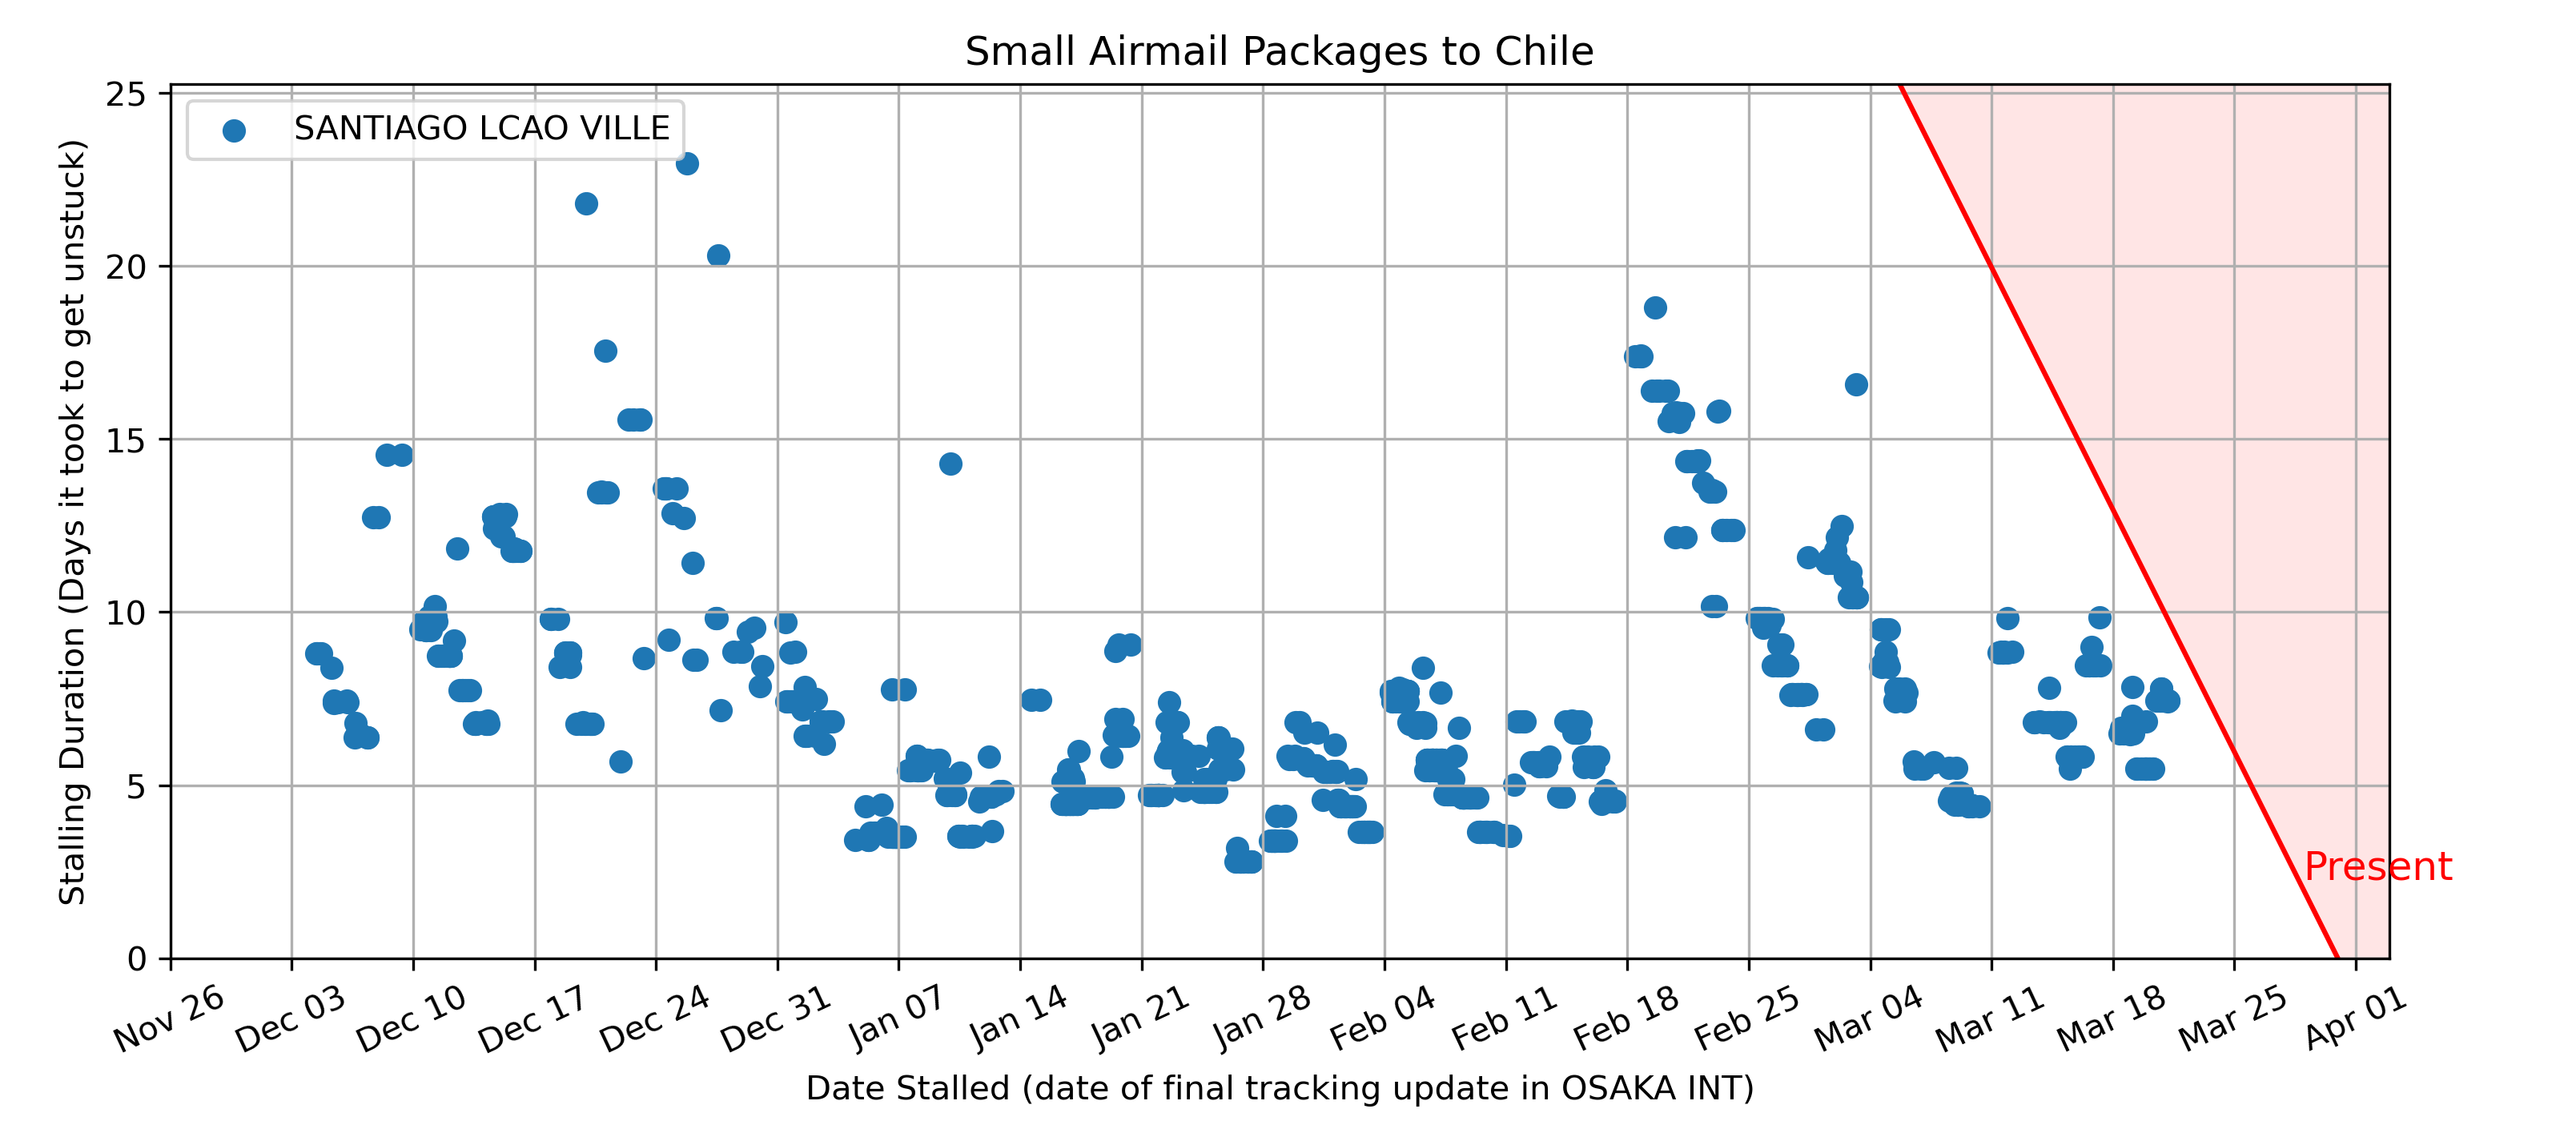 Small Airmail Packages to Chile
SANTIAGO LCAO VILLE
Stalling Duration (Days it took to get unstuck)
25
20
15
10
5
0
Present
Nov 26
Dec 03
Dec 10
Dec 17
Dec 24
Dec 31
Jan 07
Jan 14
Jan 21
Jan 28
Feb 04
Feb 11
Feb 18
Feb 25
Mar 04
Mar 11
Mar 18
Mar 25
Apr 01
Date Stalled (date of final tracking update in OSAKA INT)